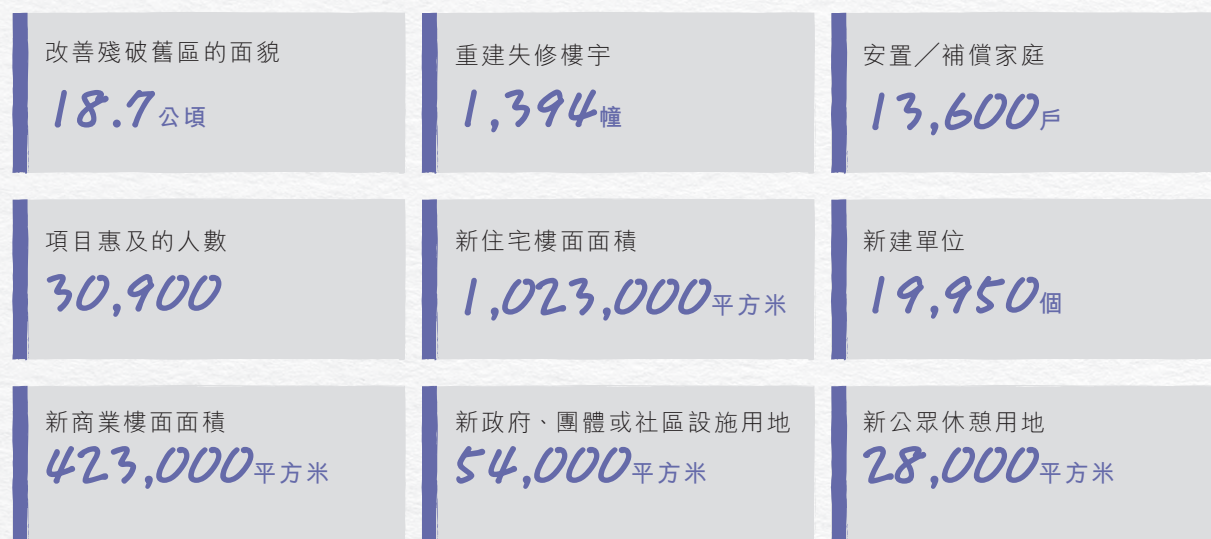 改善殘破舊區的面貌
18.7公頃
重建失修樓宇
1,394幢
安置／補償家庭
13,600戶
項目惠及的人數
30,900
新住宅樓面面積
1,023,000平方米
新建單位
19,950個
新商業樓面面積
423,000平方米
新政府、團體或社區設施用地
54,000平方米
新公眾休憩用地
28,000平方米